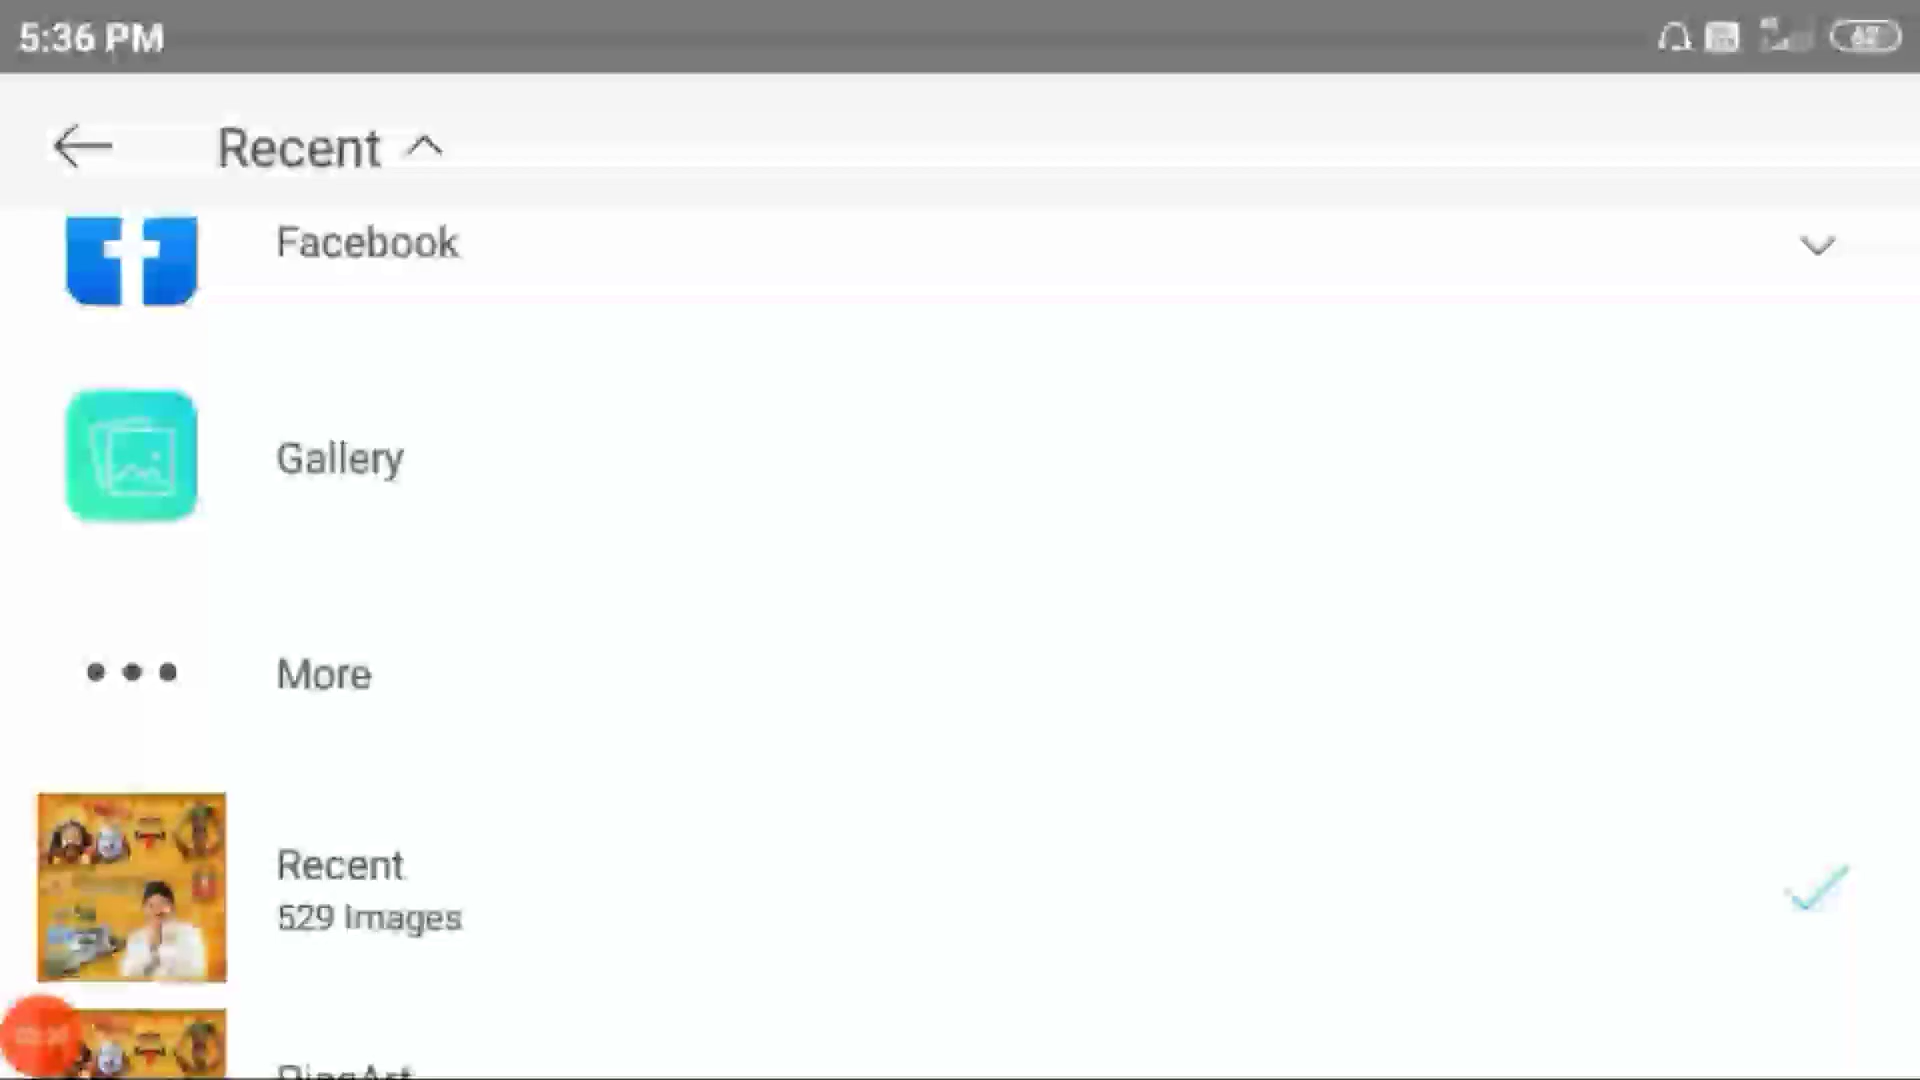 5:36 PM
Recent
Facebook
Gallery
More
Recent
529 Images